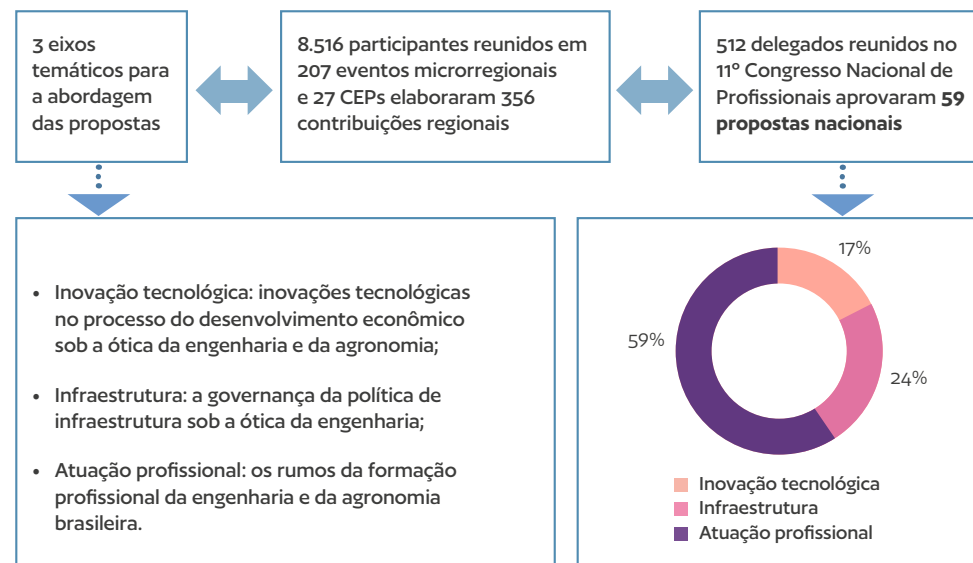 3 eixos
temáticos para
a abordagem
das propostas
8.516 participantes reunidos em
207 eventos microrregionais
e 27 CEPs elaboraram 356
contribuições regionais
512 delegados reunidos no
11º Congresso Nacional de
Profissionais aprovaram 59
propostas nacionais
• Inovação tecnológica: inovações tecnológicas
no processo do desenvolvimento econômico
sob a ótica da engenharia e da agronomia;
• Infraestrutura: a governança da política de
infraestrutura sob a ótica da engenharia;
• Atuação profissional: os rumos da formação
profissional da engenharia e da agronomia
brasileira.
17%
59%
24%
Inovação tecnológica
Infraestrutura
Atuação profissional